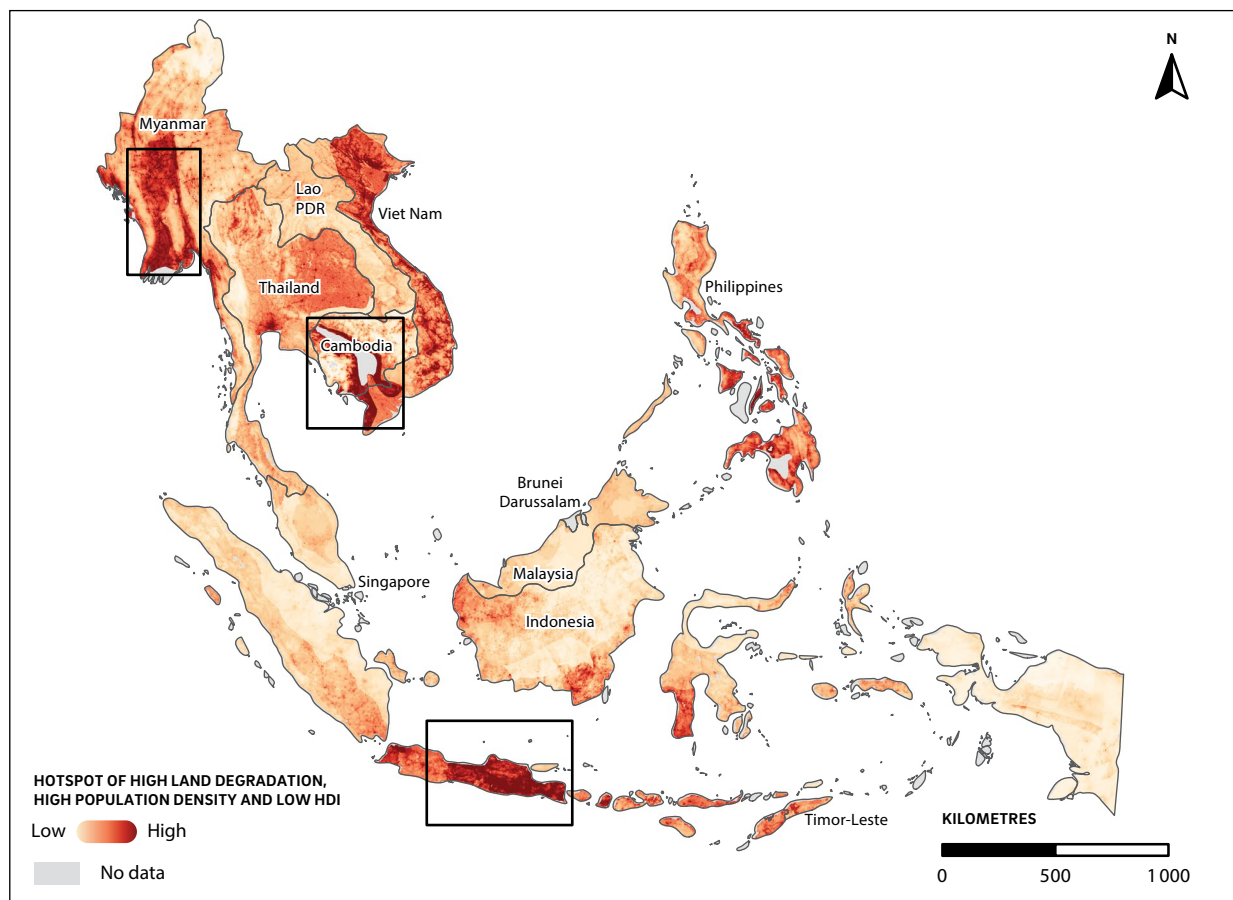 N
Myanmar
Lao
PDR
Viet Nam
Thailand
Philippines
Cambodia
Brunei
Darussalam
Malaysia
Singapore
Indonesia
Timor-Leste
HOTSPOT OF HIGH LAND DEGRADATION,
HIGH POPULATION DENSITY AND LOW HDI
Low High
No data
KILOMETRES
0 500 1 000